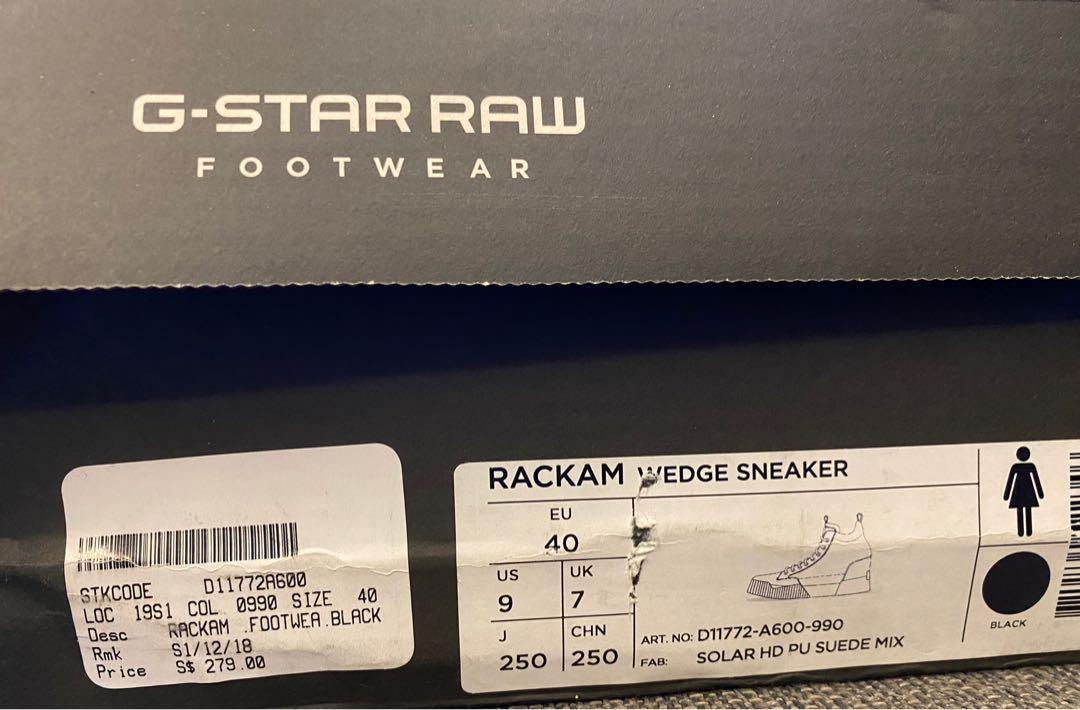 G-STAR RAW
FOOTWEAR
STKCODE D11772A600
LOC 19S1 COL 0990 SIZE 40
Desc RACKAM .FOOTWEA.BLACK
Rmk S1/12/18
Price S$ 279.00
RACKAM WEDGE SNEAKER
EU
40
US UK
9 7
J CHN
250 250
ART. NO: D11772-A600-990
FAB: SOLAR HD PU SUEDE MIX
BLACK